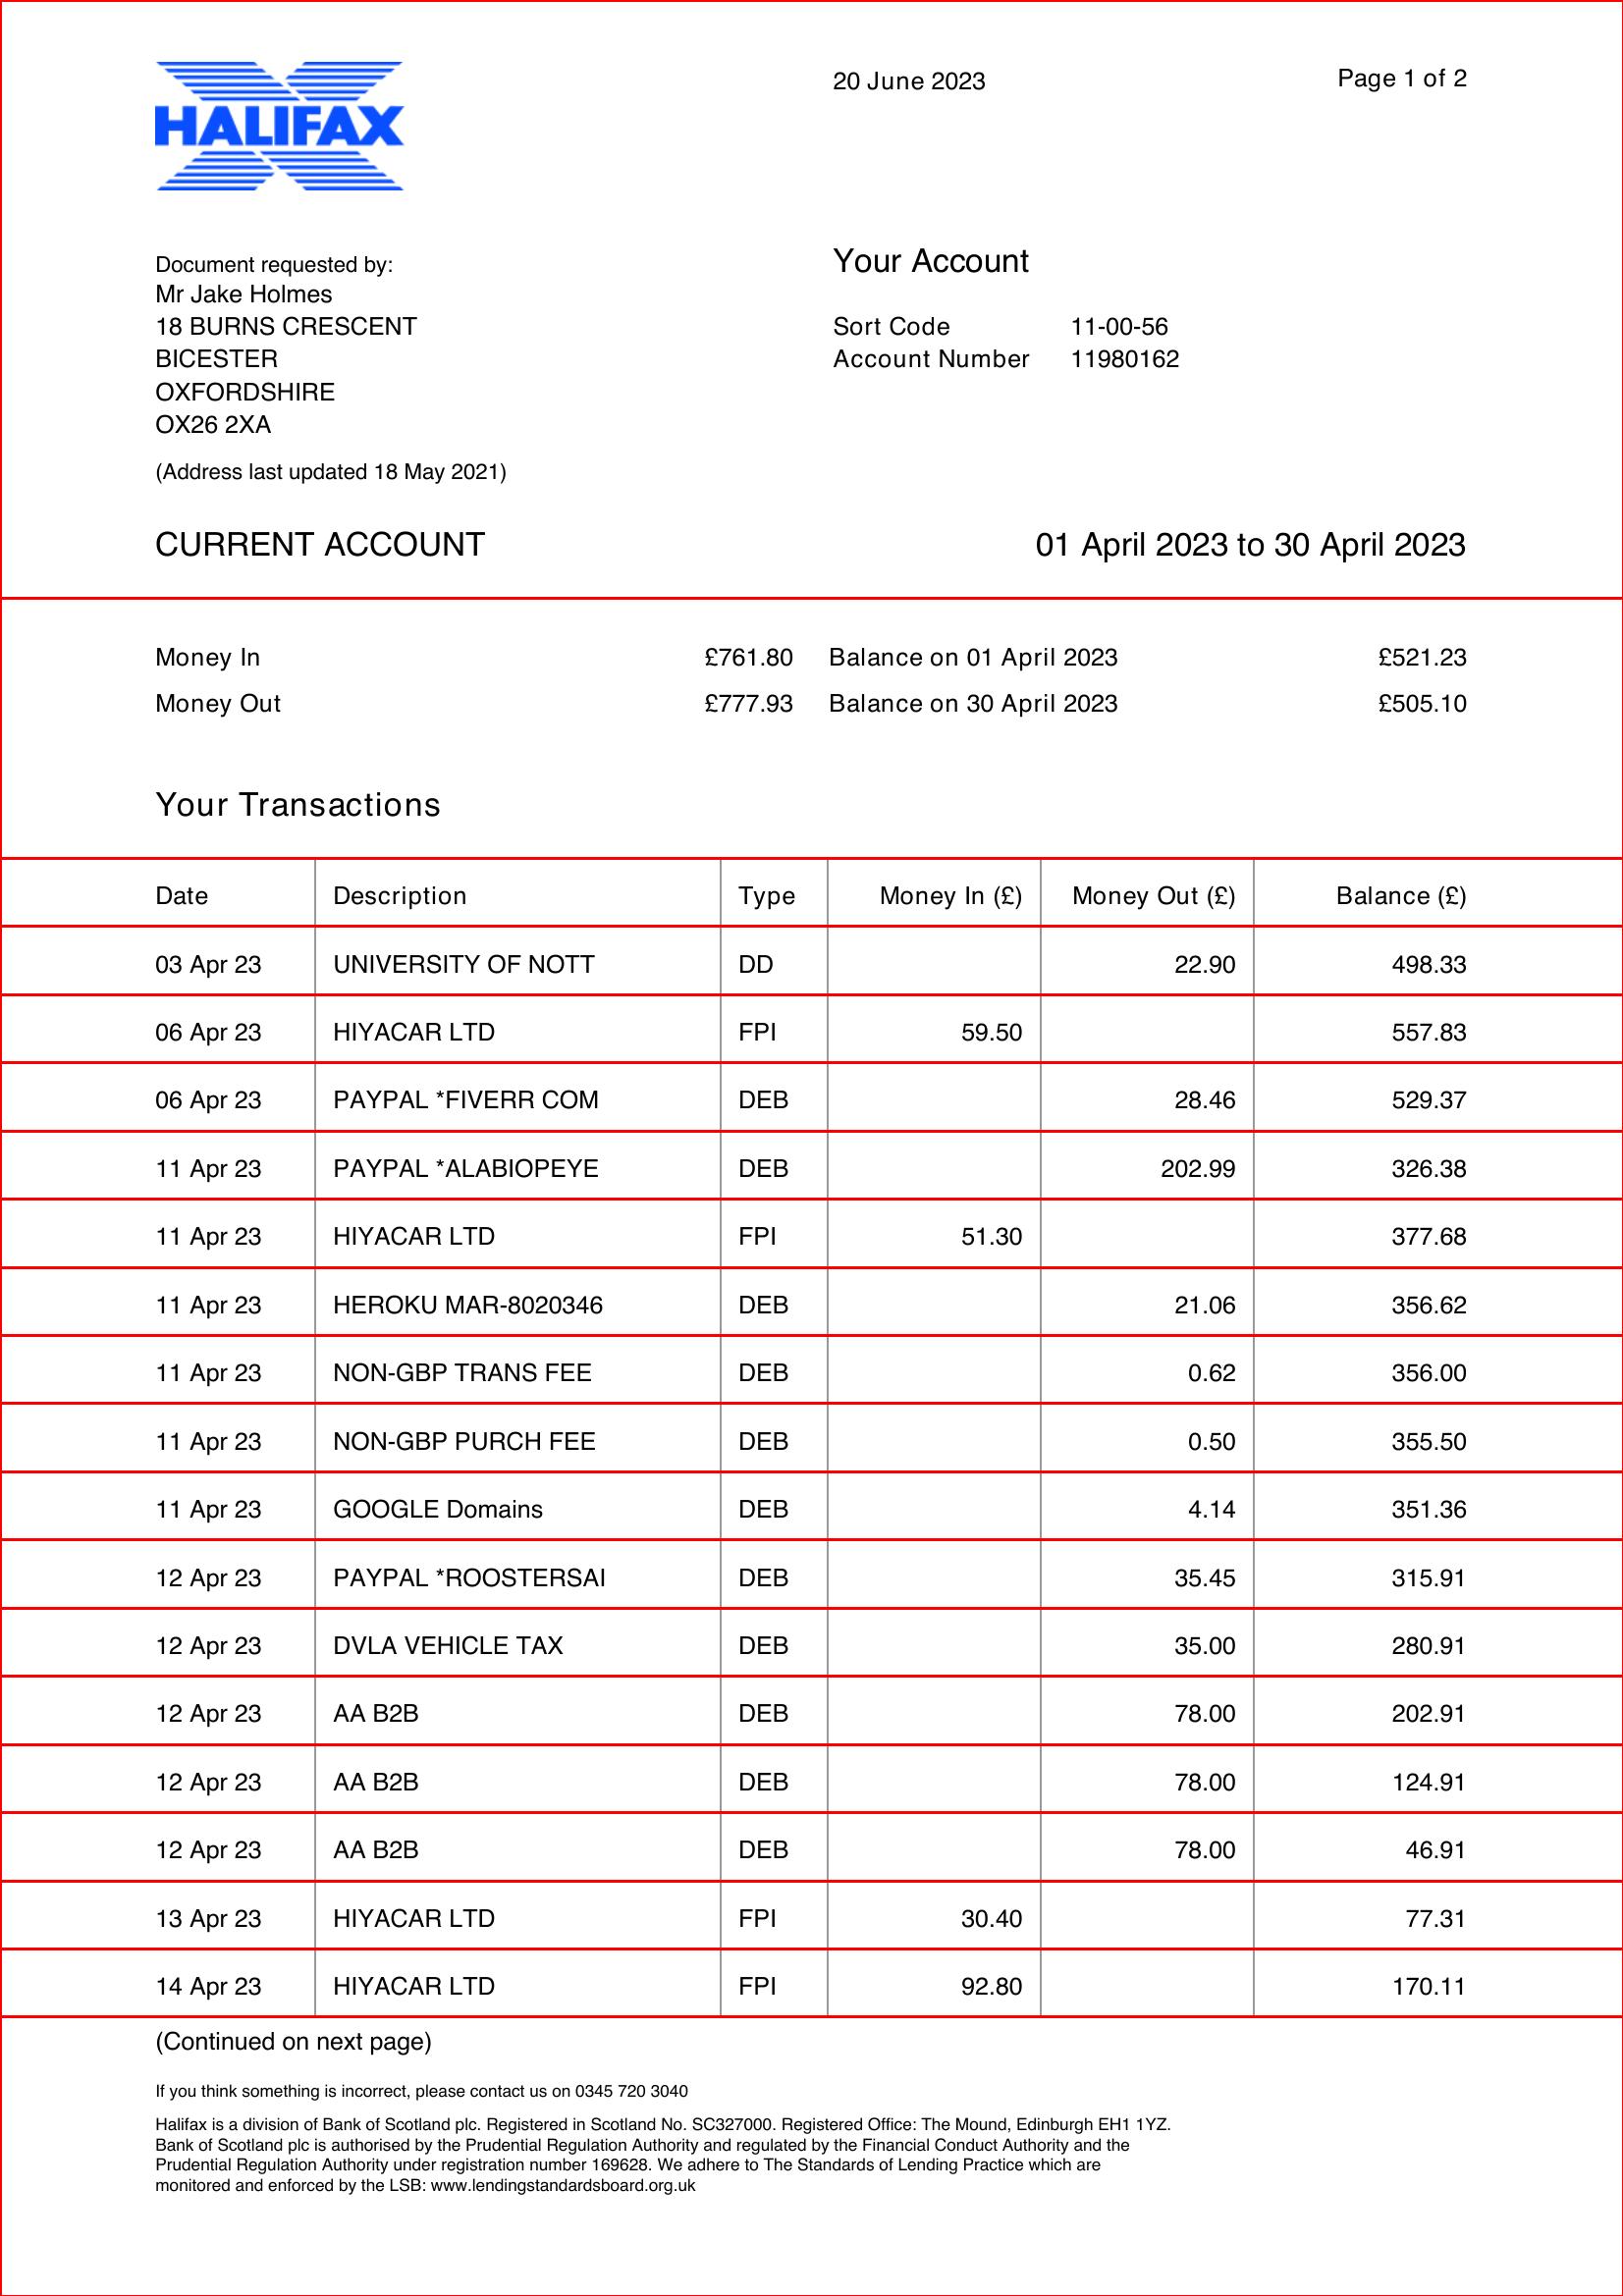 HALIFAX
20 June 2023 Page 1 of 2
Document requested by:
Mr Jake Holmes
18 BURNS CRESCENT
BICESTER
OXFORDSHIRE
OX26 2XA
(Address last updated 18 May 2021)
Your Account
Sort Code 11-00-56
Account Number 11980162
CURRENT ACCOUNT 01 April 2023 to 30 April 2023
Money In £761.80 Balance on 01 April 2023 £521.23
Money Out £777.93 Balance on 30 April 2023 £505.10
Your Transactions
Date Description Type Money In (£) Money Out (£) Balance (£)
03 Apr 23 UNIVERSITY OF NOTT DD 22.90 498.33
06 Apr 23 HIYACAR LTD FPI 59.50 557.83
06 Apr 23 PAYPAL *FIVERR COM DEB 28.46 529.37
11 Apr 23 PAYPAL *ALABIOPEYE DEB 202.99 326.38
11 Apr 23 HIYACAR LTD FPI 51.30 377.68
11 Apr 23 HEROKU MAR-8020346 DEB 21.06 356.62
11 Apr 23 NON-GBP TRANS FEE DEB 0.62 356.00
11 Apr 23 NON-GBP PURCH FEE DEB 0.50 355.50
11 Apr 23 GOOGLE Domains DEB 4.14 351.36
12 Apr 23 PAYPAL *ROOSTERSAI DEB 35.45 315.91
12 Apr 23 DVLA VEHICLE TAX DEB 35.00 280.91
12 Apr 23 AA B2B DEB 78.00 202.91
12 Apr 23 AA B2B DEB 78.00 124.91
12 Apr 23 AA B2B DEB 78.00 46.91
13 Apr 23 HIYACAR LTD FPI 30.40 77.31
14 Apr 23 HIYACAR LTD FPI 92.80 170.11
(Continued on next page)
If you think something is incorrect, please contact us on 0345 720 3040
Halifax is a division of Bank of Scotland plc. Registered in Scotland No. SC327000. Registered Office: The Mound, Edinburgh EH1 1YZ.
Bank of Scotland plc is authorised by the Prudential Regulation Authority and regulated by the Financial Conduct Authority and the
Prudential Regulation Authority under registration number 169628. We adhere to The Standards of Lending Practice which are
monitored and enforced by the LSB: www.lendingstandardsboard.org.uk